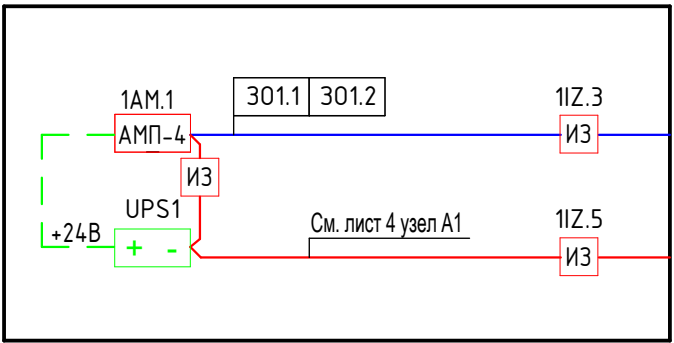 1АМ.1
301.1 301.2
1IZ.3
АМП-4
ИЗ
ИЗ
UPS1
См. лист 4 узел А1
1IZ.5
+24В
+ -
ИЗ